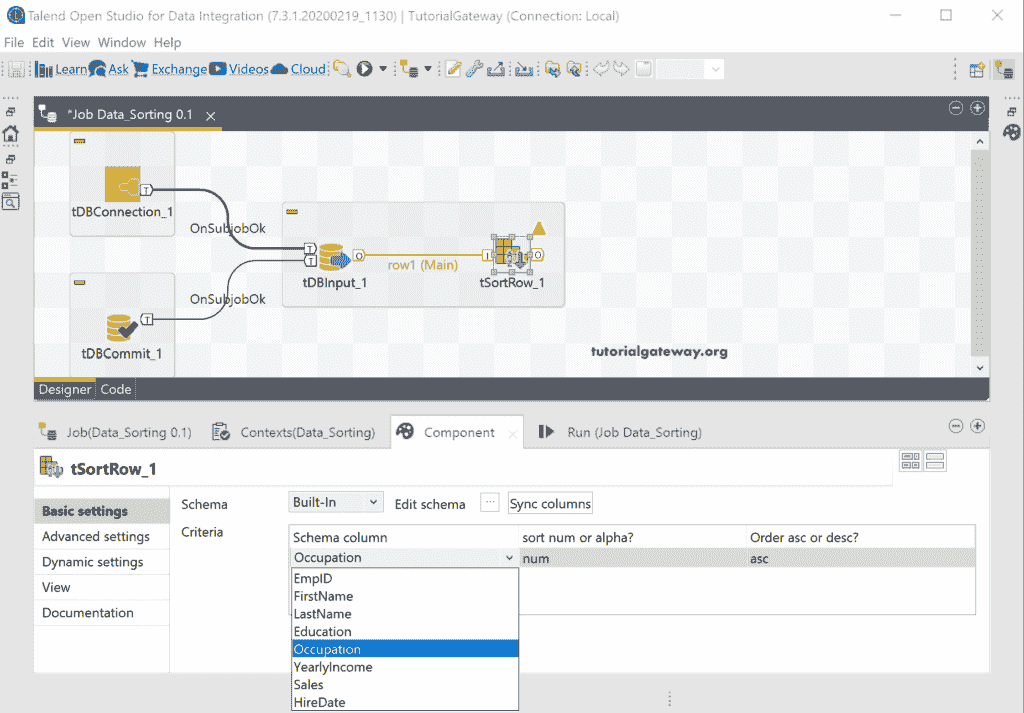 Talend Open Studio for Data Integration (7.3.1.20200219_1130) | TutorialGateway (Connection: Local)
File Edit View Window Help
Learn Ask Exchange Videos Cloud
*Job Data_Sorting 0.1
T
tDBConnection_1
OnSubjobOk
T
T
O
row1 (Main)
I
O
tDBInput_1
tSortRow_1
OnSubjobOk
T
tDBCommit_1
tutorialgateway.org
Designer Code
Job(Data_Sorting 0.1) Contexts(Data_Sorting) Component Run (Job Data_Sorting)
tSortRow_1
Basic settings
Advanced settings
Dynamic settings
View
Documentation
Schema Built-In Edit schema ... Sync columns
Criteria
Schema column sort num or alpha? Order asc or desc?
Occupation num asc
EmpID
FirstName
LastName
Education
Occupation
YearlyIncome
Sales
HireDate